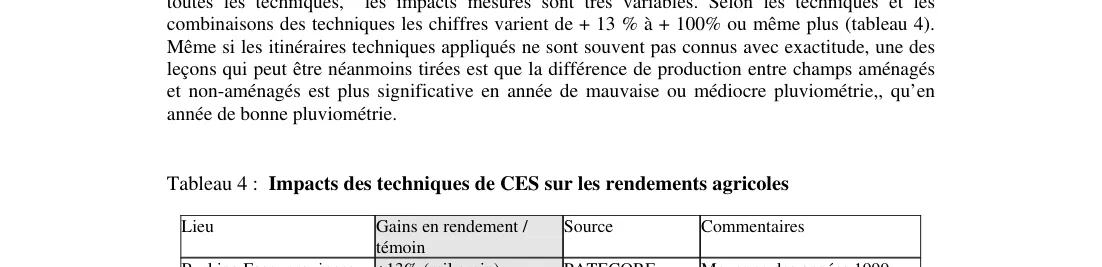 toutes les techniques, les impacts mesurés sont très variables. Selon les techniques et les
combinaisons des techniques les chiffres varient de + 13 % à + 100% ou même plus (tableau 4).
Même si les itinéraires techniques appliqués ne sont souvent pas connus avec exactitude, une des
leçons qui peut être néanmoins tirées est que la différence de production entre champs aménagés
et non-aménagés est plus significative en année de mauvaise ou médiocre pluviométrie,, qu'en
année de bonne pluviométrie.
Tableau 4 : Impacts des techniques de CES sur les rendements agricoles
Lieu Gains en rendement / Source Commentaires
témoin